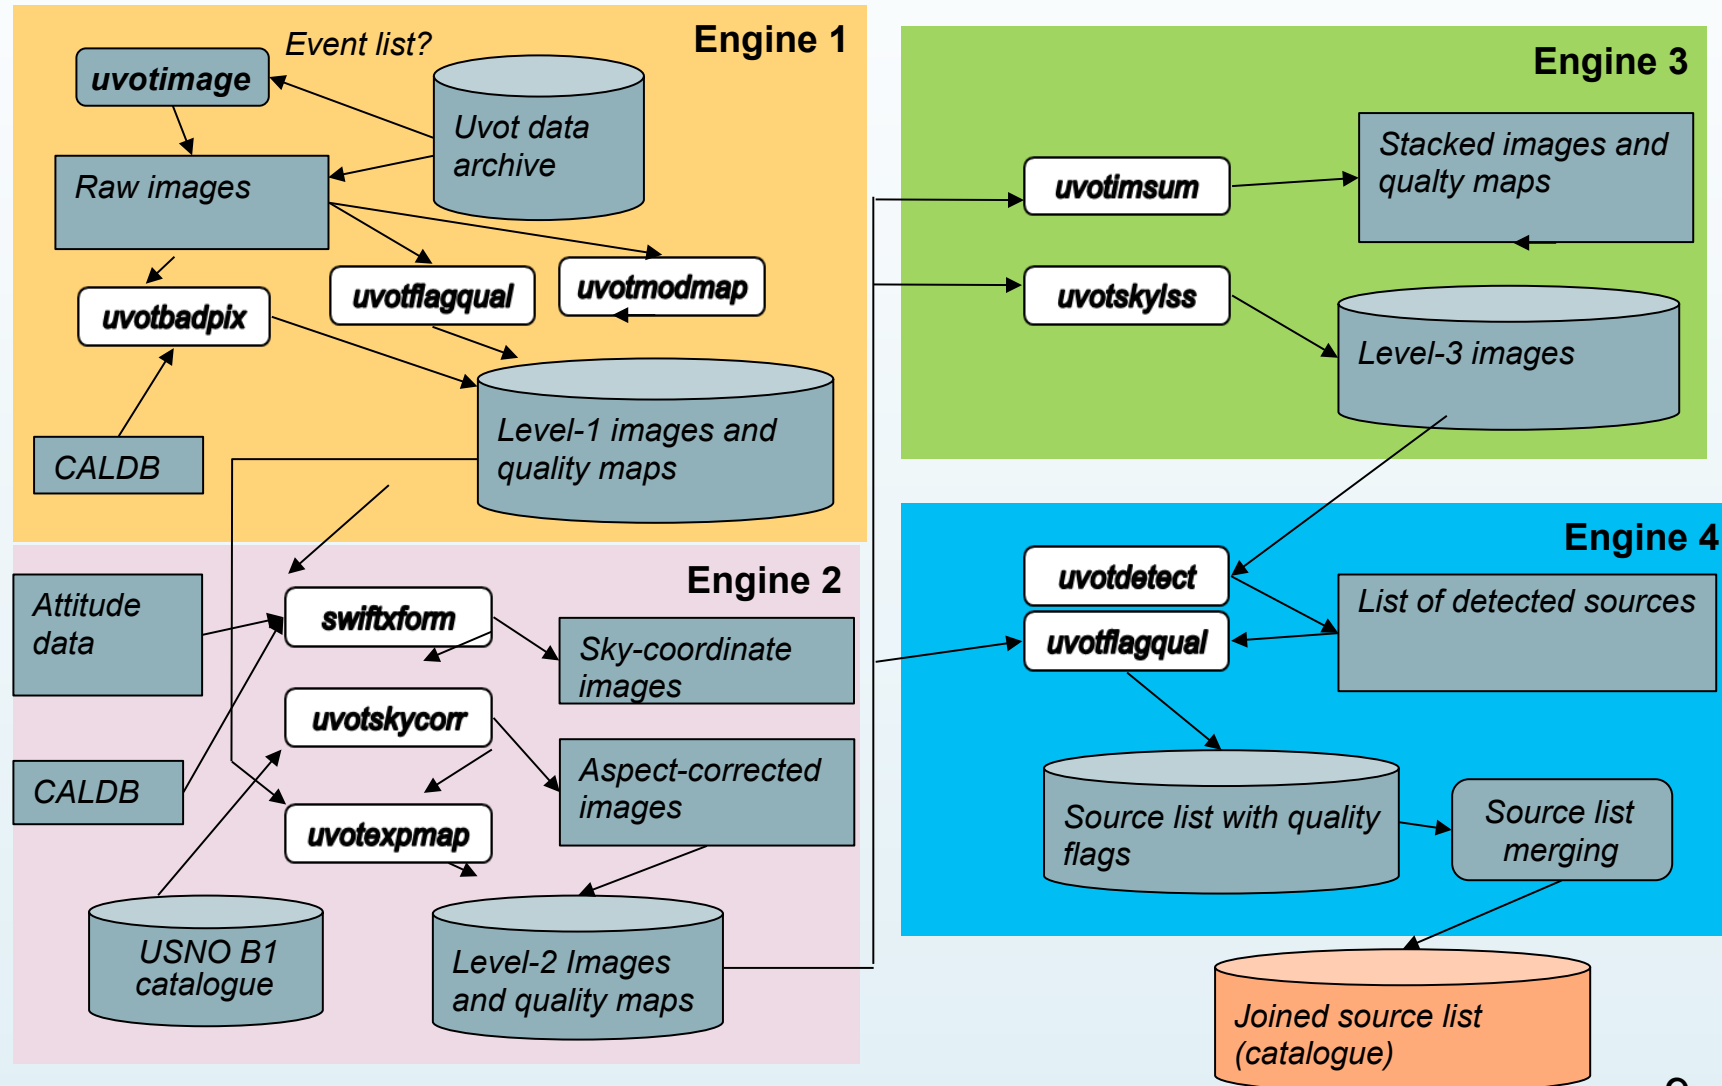 Engine 1
Event list?
uvotimage
Uvot data
archive
Raw images
uvotbadpix
uvotflagqual
uvotmodmap
CALDB
Level-1 images and
quality maps
Engine 2
Attitude
data
swiftxform
Sky-coordinate
images
uvotskycorr
CALDB
Aspect-corrected
images
uvotexpmap
USNO B1
catalogue
Level-2 Images
and quality maps
Engine 3
uvotimsum
Stacked images and
qualty maps
uvotskylss
Level-3 images
Engine 4
uvotdetect
List of detected sources
uvotflagqual
Source list with quality
flags
Source list
merging
Joined source list
(catalogue)